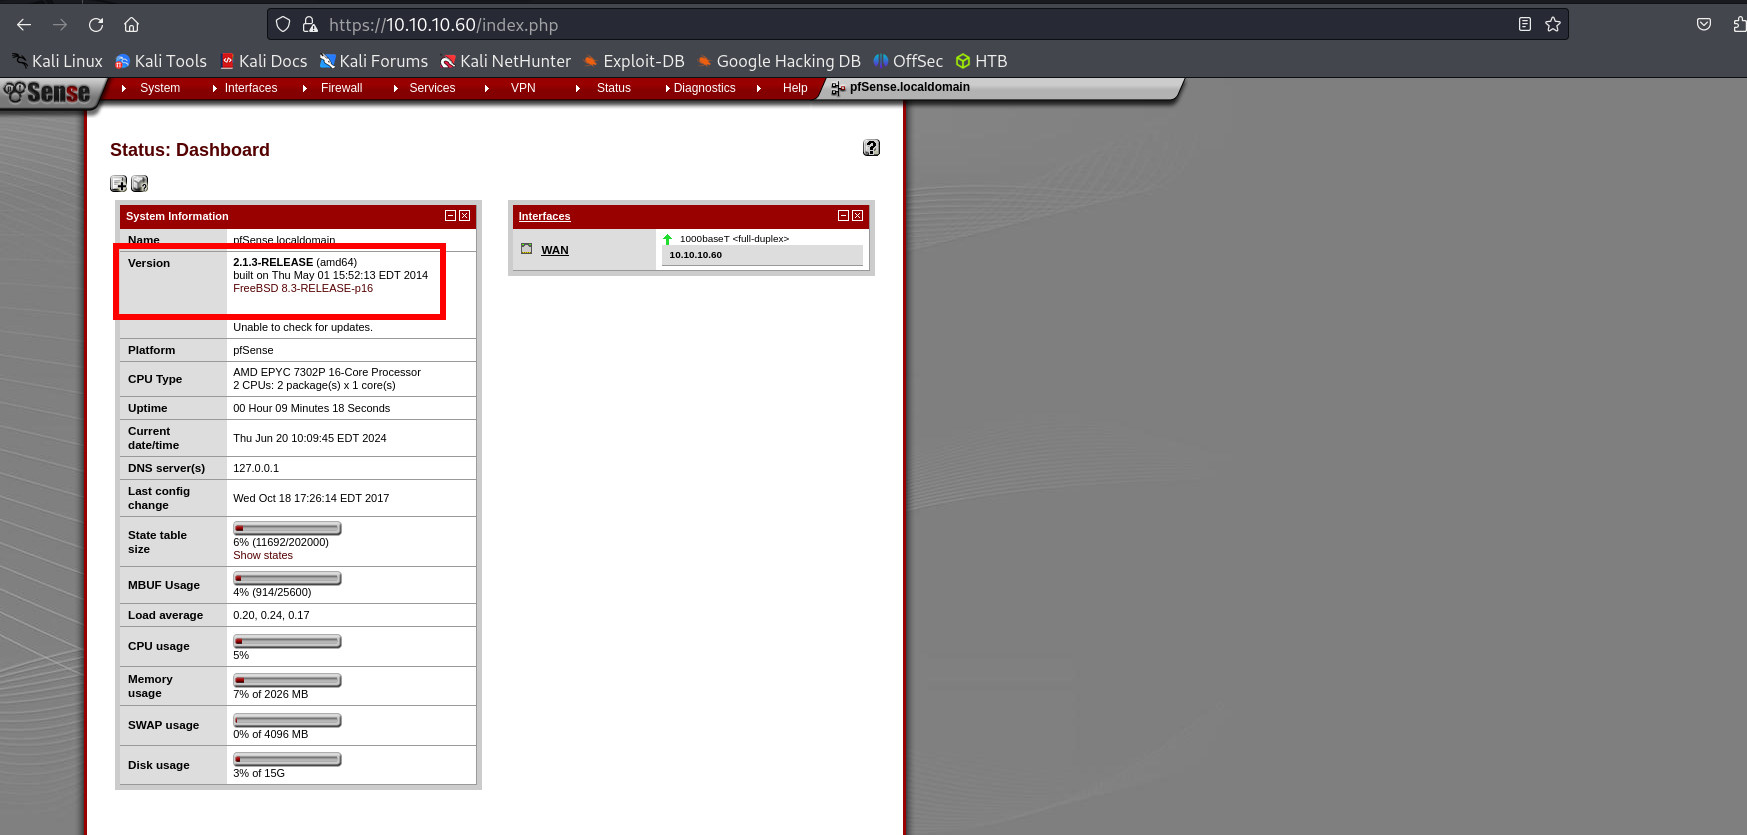 https://10.10.10.60/index.php
Kali Linux Kali Tools Kali Docs Kali Forums Kali NetHunter Exploit-DB Google Hacking DB OffSec HTB
Sense System Interfaces Firewall Services VPN Status Diagnostics Help pfSense.localdomain
Status: Dashboard
System Information
Name pfSense.localdomain
Version 2.1.3-RELEASE (amd64)
built on Thu May 01 15:52:13 EDT 2014
FreeBSD 8.3-RELEASE-p16
Unable to check for updates.
Platform pfSense
CPU Type AMD EPYC 7302P 16-Core Processor
2 CPUs: 2 package(s) x 1 core(s)
Uptime 00 Hour 09 Minutes 18 Seconds
Current
date/time Thu Jun 20 10:09:45 EDT 2024
DNS server(s) 127.0.0.1
Last config
change Wed Oct 18 17:26:14 EDT 2017
State table
size 6% (11692/202000)
Show states
MBUF Usage 4% (914/25600)
Load average 0.20, 0.24, 0.17
CPU usage 5%
Memory
usage 7% of 2026 MB
SWAP usage 0% of 4096 MB
Disk usage 3% of 15G
Interfaces
WAN 1000baseT <full-duplex>
10.10.10.60